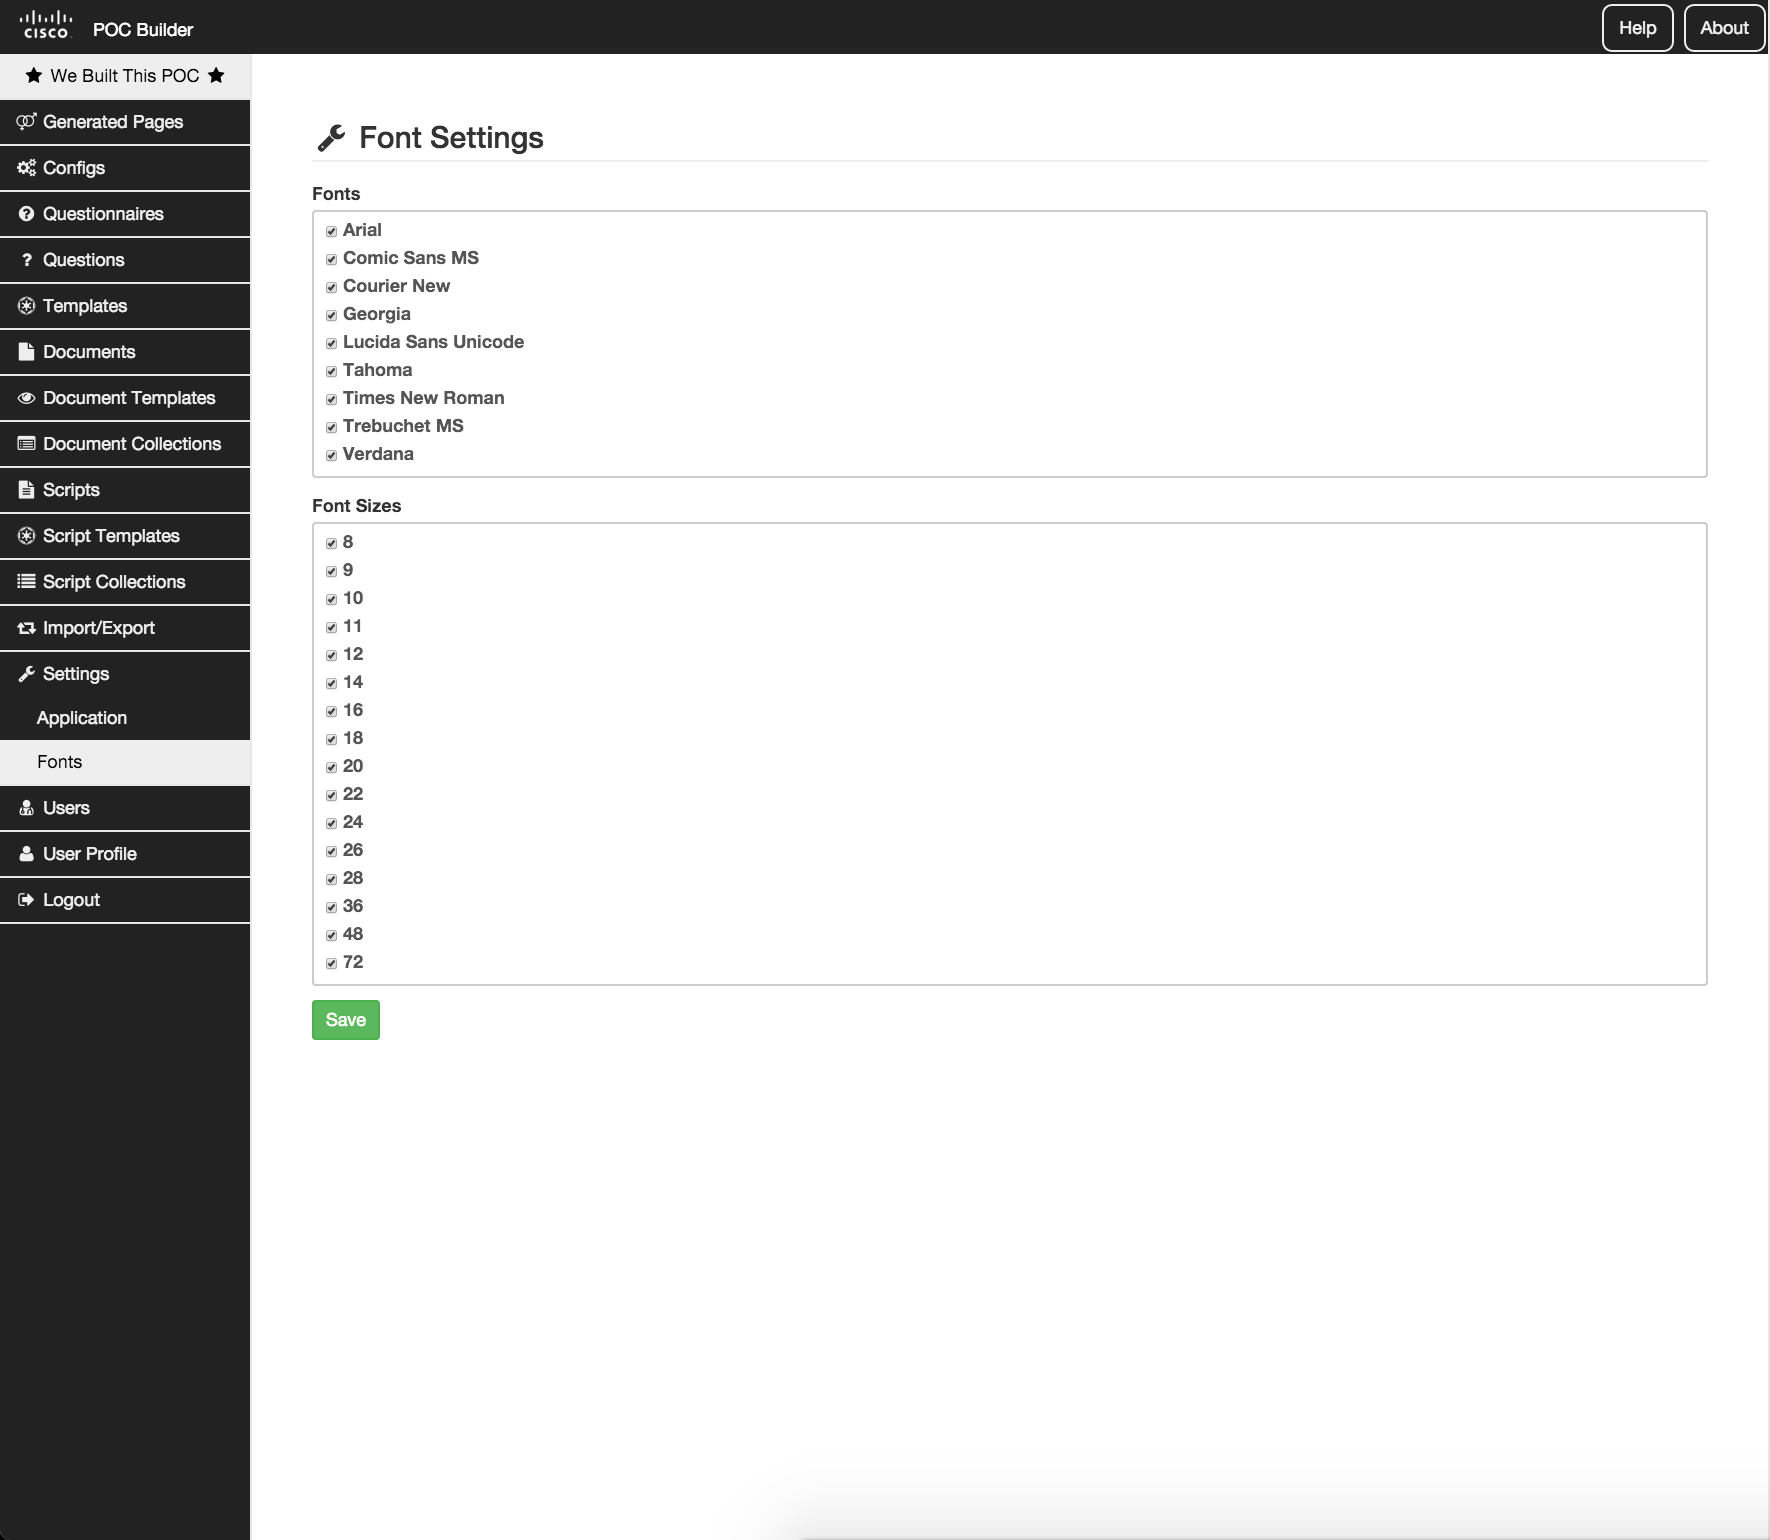 cisco
POC Builder
Help
About
★ We Built This POC ★
Generated Pages
Configs
Questionnaires
Questions
Templates
Documents
Document Templates
Document Collections
Scripts
Script Templates
Script Collections
Import/Export
Settings
Application
Fonts
Users
User Profile
Logout
Font Settings
Fonts
Arial
Comic Sans MS
Courier New
Georgia
Lucida Sans Unicode
Tahoma
Times New Roman
Trebuchet MS
Verdana
Font Sizes
8
9
10
11
12
14
16
18
20
22
24
26
28
36
48
72
Save